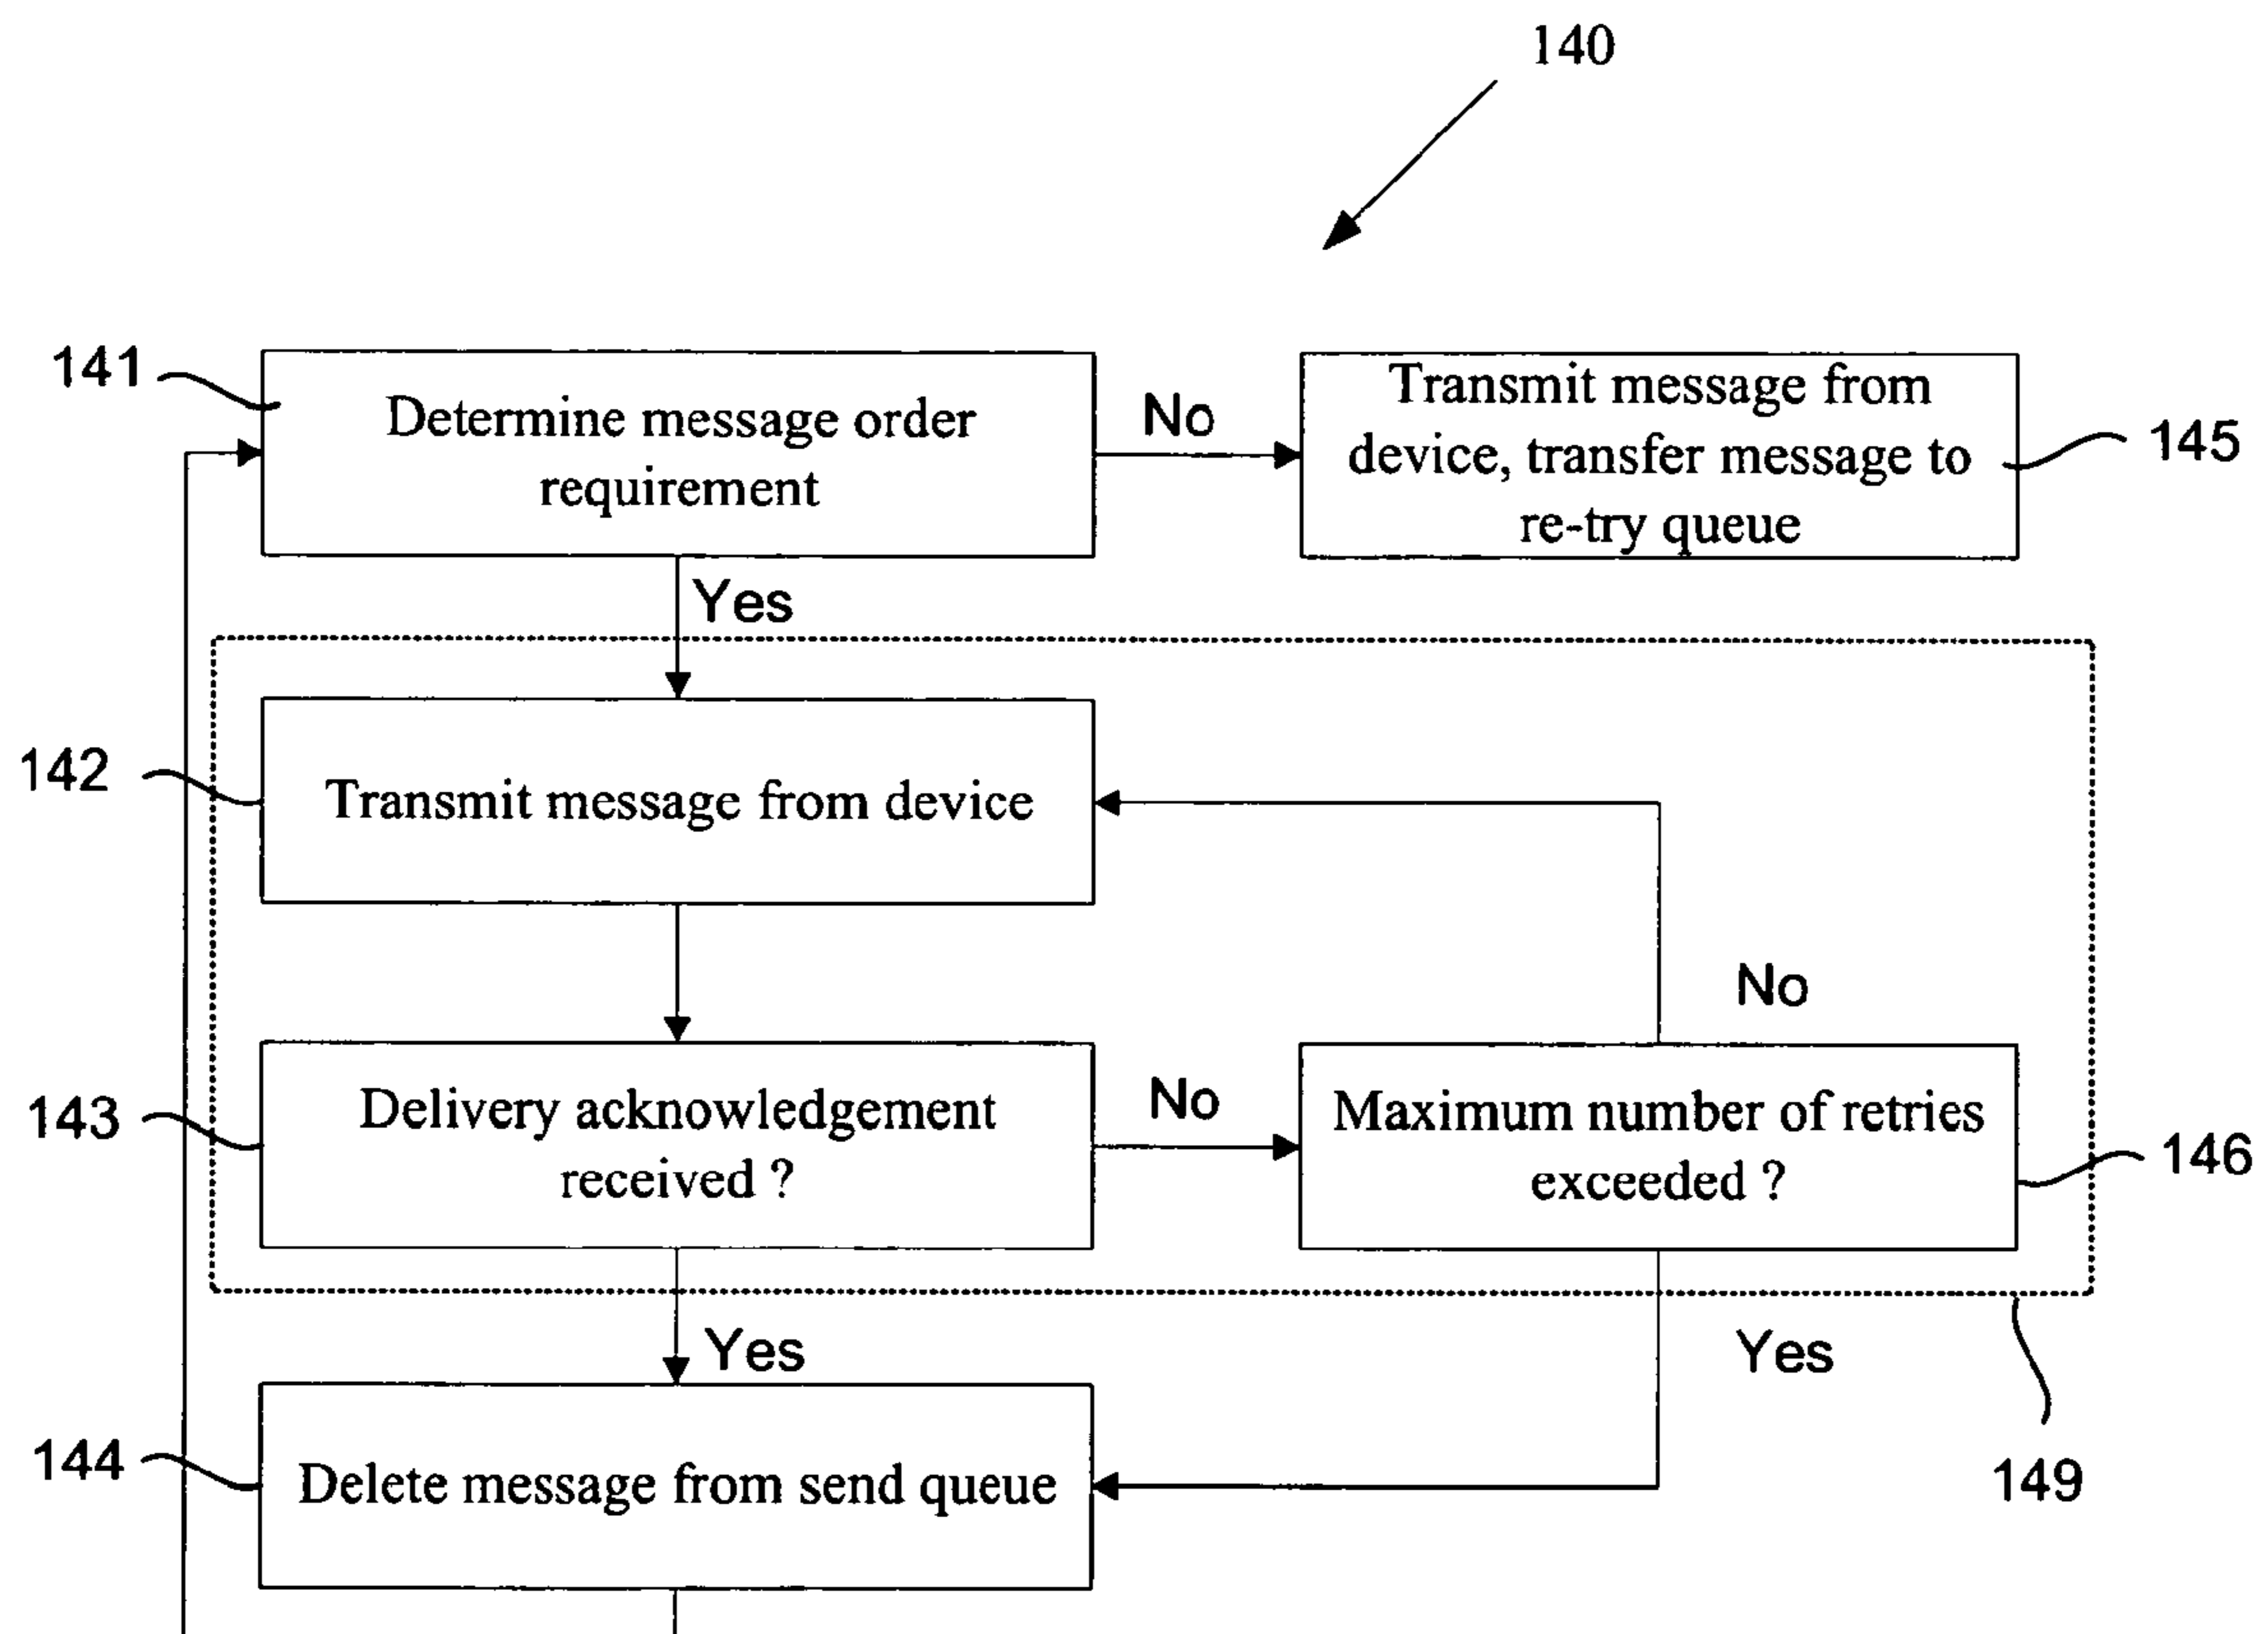 140
141
Determine message order
requirement
No
Transmit message from
device, transfer message to
re-try queue
145
Yes
142
Transmit message from device
No
143
Delivery acknowledgement
received ?
No
Maximum number of retries
exceeded ?
146
Yes
Yes
149
144
Delete message from send queue